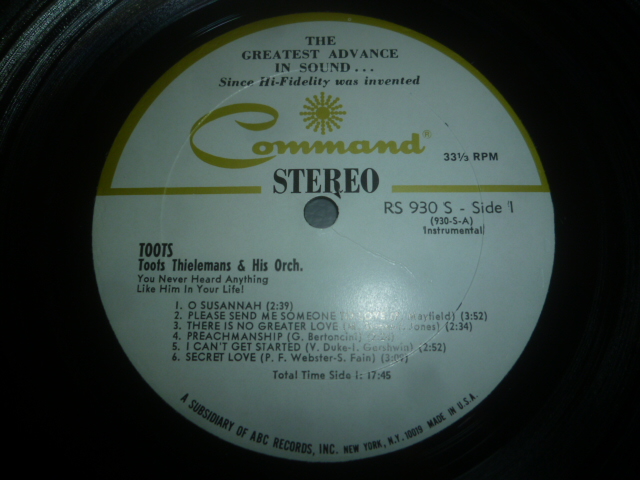 THE
GREATEST ADVANCE
IN SOUND...
Since Hi-Fidelity was invented
Command®
33⅓ RPM
STEREO
RS 930 S - Side 1
(930-S-A)
Instrumental
TOOTS
Toots Thielemans & His Orch.
You Never Heard Anything
Like Him In Your Life!
1. O SUSANNAH (2:39)
2. PLEASE SEND ME SOMEONE TO LOVE (3:52)
3. THERE IS NO GREATER LOVE Jones) (2:34)
4. PREACHMANSHIP (G. Bertoncini)
5. I CAN'T GET STARTED (V. Duke-I. Gershwin) (2:52)
6. SECRET LOVE (P. F. Webster-S. Fain)
Total Time Side 1: 17:45
A SUBSIDIARY OF ABC RECORDS, INC. NEW YORK, N.Y. 10019 MADE IN U.S.A.